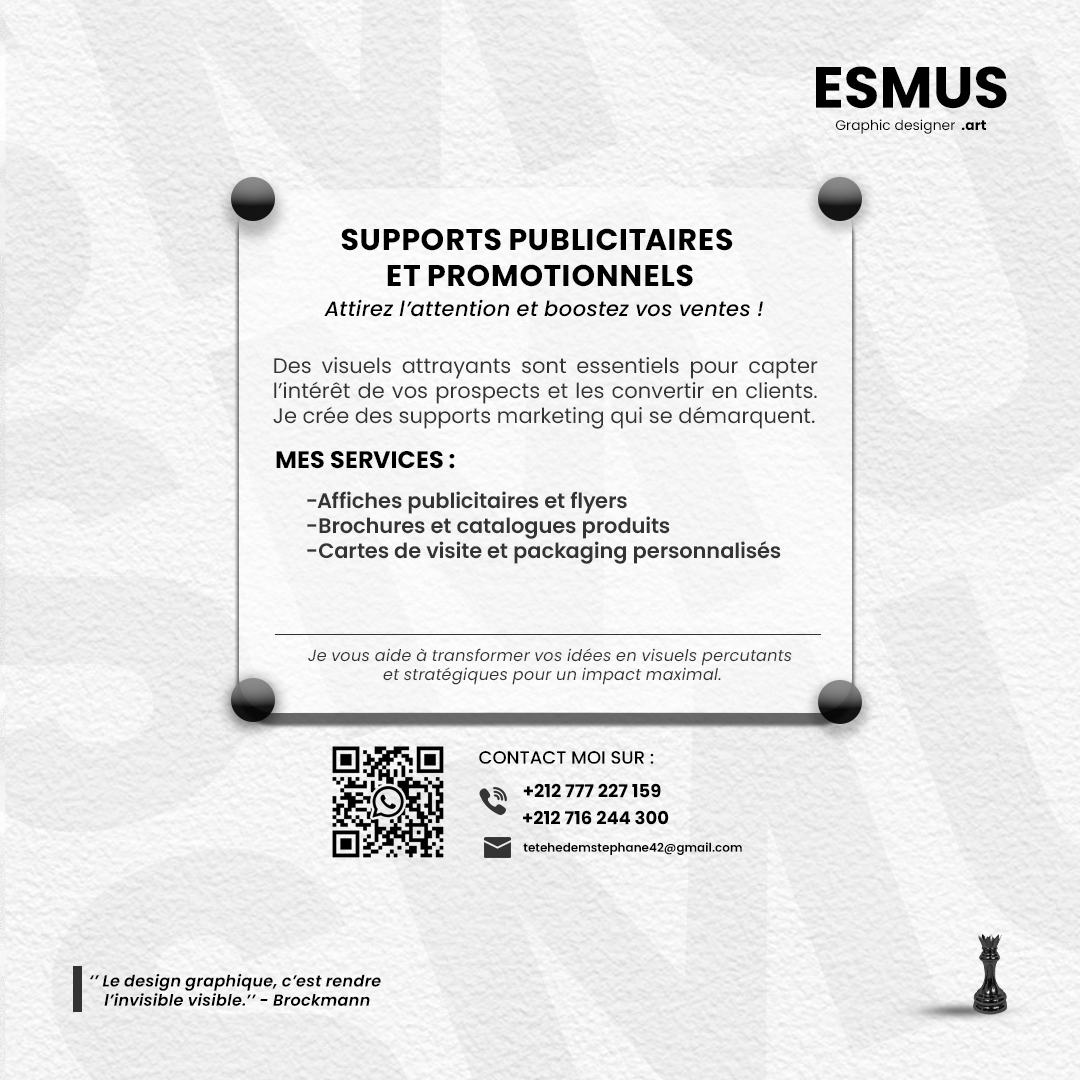 ESMUS
Graphic designer .art
SUPPORTS PUBLICITAIRES
ET PROMOTIONNELS
Attirez l’attention et boostez vos ventes !
Des visuels attrayants sont essentiels pour capter
l’intérêt de vos prospects et les convertir en clients.
Je crée des supports marketing qui se démarquent.
MES SERVICES :
-Affiches publicitaires et flyers
-Brochures et catalogues produits
-Cartes de visite et packaging personnalisés
Je vous aide à transformer vos idées en visuels percutants
et stratégiques pour un impact maximal.
CONTACT MOI SUR :
+212 777 227 159
+212 716 244 300
tetehedemstephane42@gmail.com
‘’ Le design graphique, c’est rendre
l’invisible visible.’’ - Brockmann